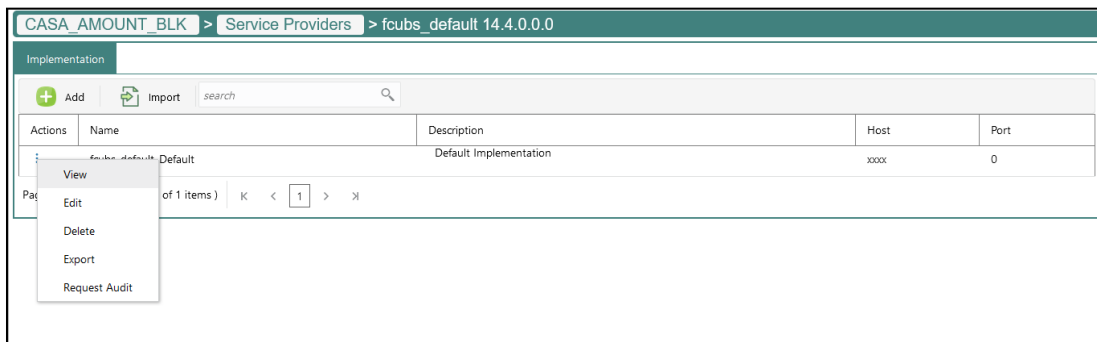 CASA_AMOUNT_BLK > Service Providers > fcubs_default 14.4.0.0.0
Implementation
Add Import search
Actions Name Description Host Port
Default Default Implementation xxxx 0
View
of 1 items ) K < 1 > >|
Edit
Delete
Export
Request Audit